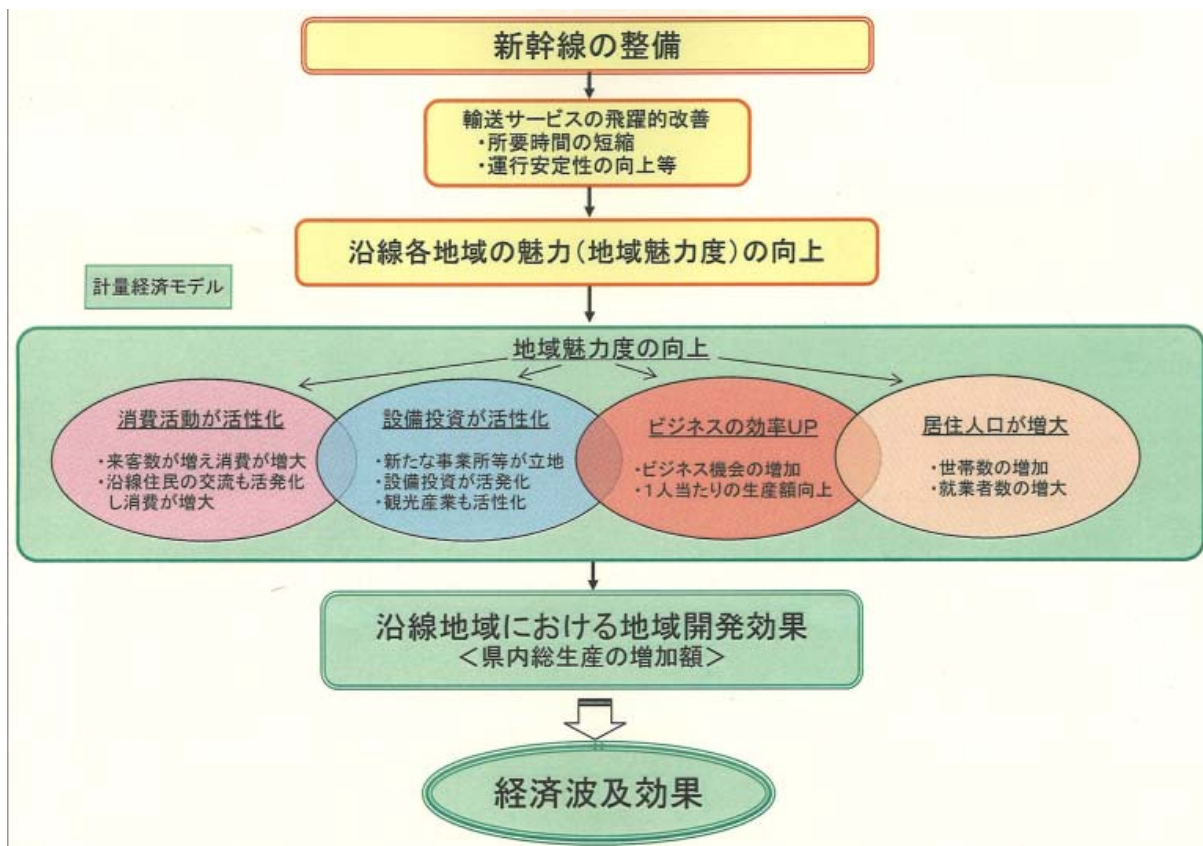 新幹線の整備
輸送サービスの飛躍的改善
・所要時間の短縮
・運行安定性の向上等
沿線各地域の魅力（地域魅力度）の向上
計量経済モデル
地域魅力度の向上
消費活動が活性化
・来客数が増え消費が増大
・沿線住民の交流も活発化
し消費が増大
設備投資が活性化
・新たな事業所等が立地
・設備投資が活発化
・観光産業も活性化
ビジネスの効率UP
・ビジネス機会の増加
・１人当たりの生産額向上
居住人口が増大
・世帯数の増加
・就業者数の増大
沿線地域における地域開発効果
＜県内総生産の増加額＞
経済波及効果